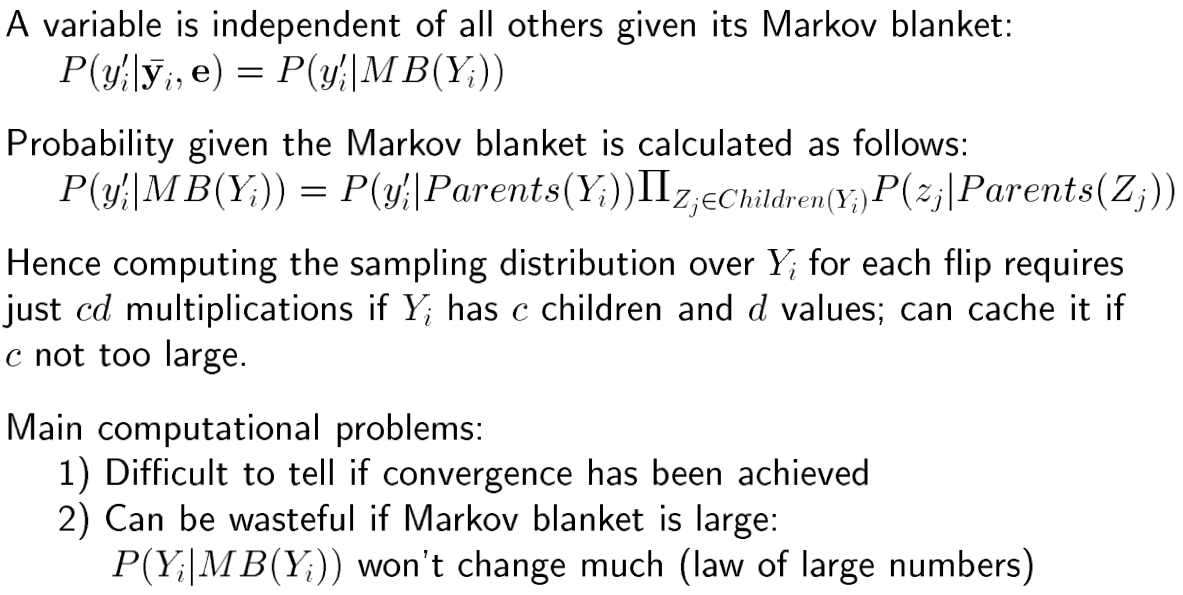 A variable is independent of all others given its Markov blanket:
P(y′ᵢ|ȳᵢ, e) = P(y′ᵢ|MB(Yᵢ))
Probability given the Markov blanket is calculated as follows:
P(y′ᵢ|MB(Yᵢ)) = P(y′ᵢ|Parents(Yᵢ))∏_{Zⱼ∈Children(Yᵢ)}P(zⱼ|Parents(Zⱼ))
Hence computing the sampling distribution over Yᵢ for each flip requires
just cd multiplications if Yᵢ has c children and d values; can cache it if
c not too large.
Main computational problems:
1) Difficult to tell if convergence has been achieved
2) Can be wasteful if Markov blanket is large:
P(Yᵢ|MB(Yᵢ)) won't change much (law of large numbers)